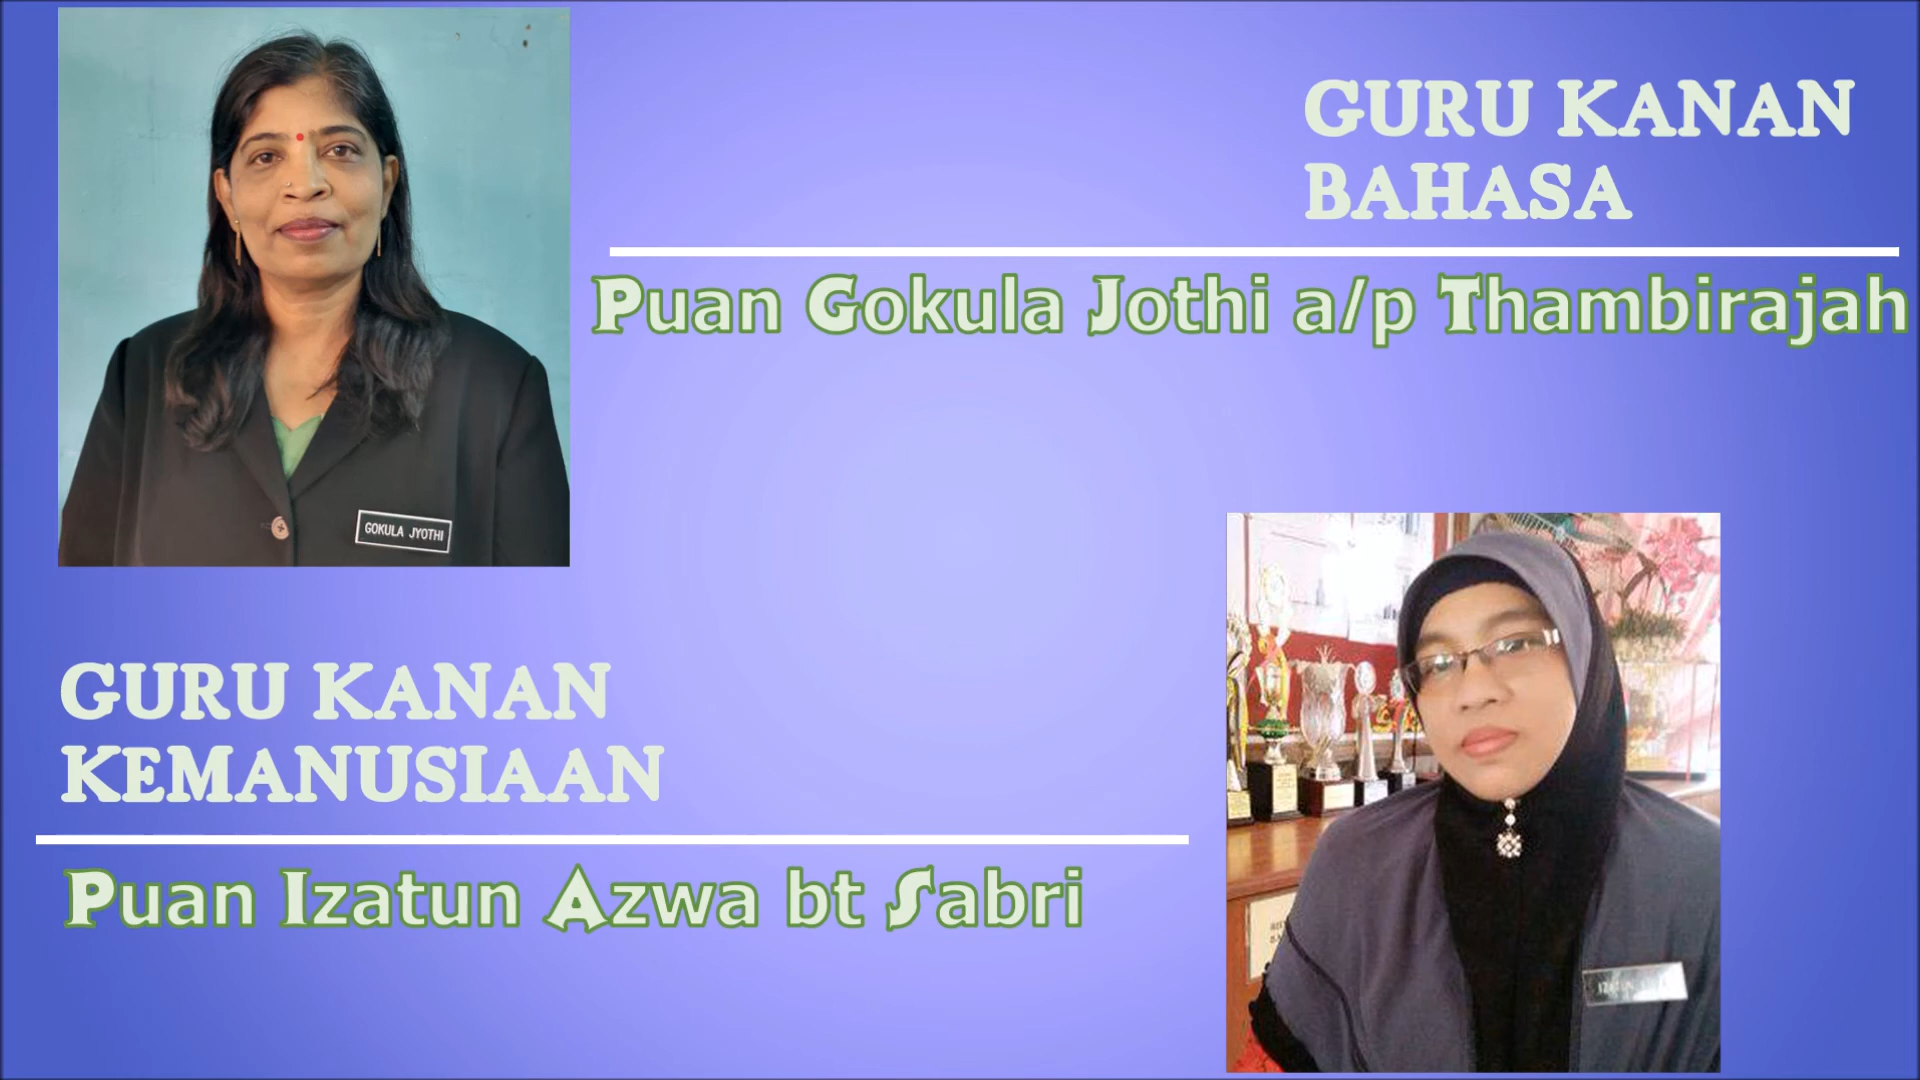 GURU KANAN
BAHASA
Puan Gokula Jothi a/p Thambirajah
GOKULA JYOTHI
GURU KANAN
KEMANUSIAAN
Puan Izatun Azwa bt Sabri